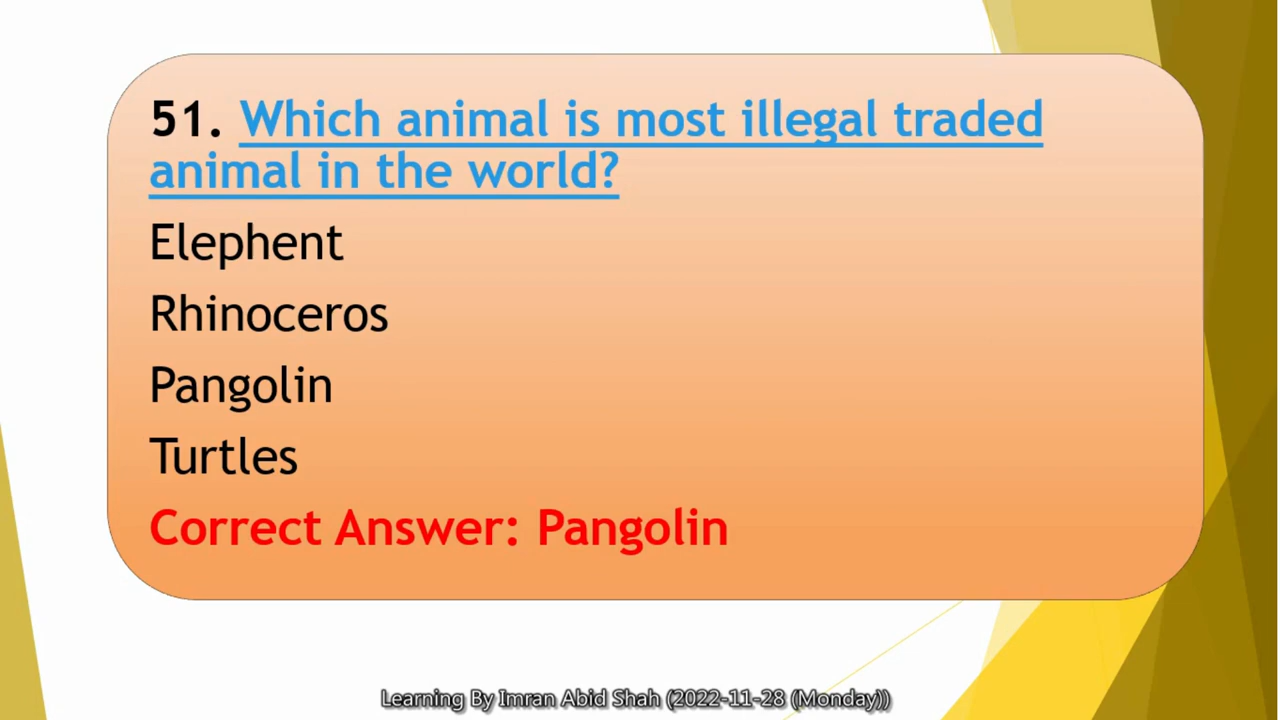 51. Which animal is most illegal traded
animal in the world?
Elephent
Rhinoceros
Pangolin
Turtles
Correct Answer: Pangolin
Learning By Imran Abid Shah (2022-11-28 (Monday))